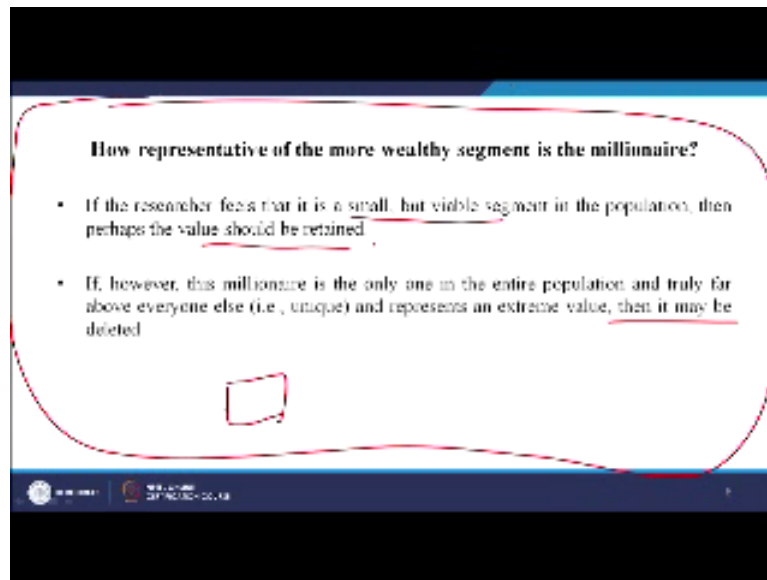 How representative of the more wealthy segment is the millionaire?
• If the researcher feels that it is a small, but viable segment in the population, then
perhaps the value should be retained.
• If, however, this millionaire is the only one in the entire population and truly far
above everyone else (i.e., unique) and represents an extreme value, then it may be
deleted
CERTIFICATION COURSE